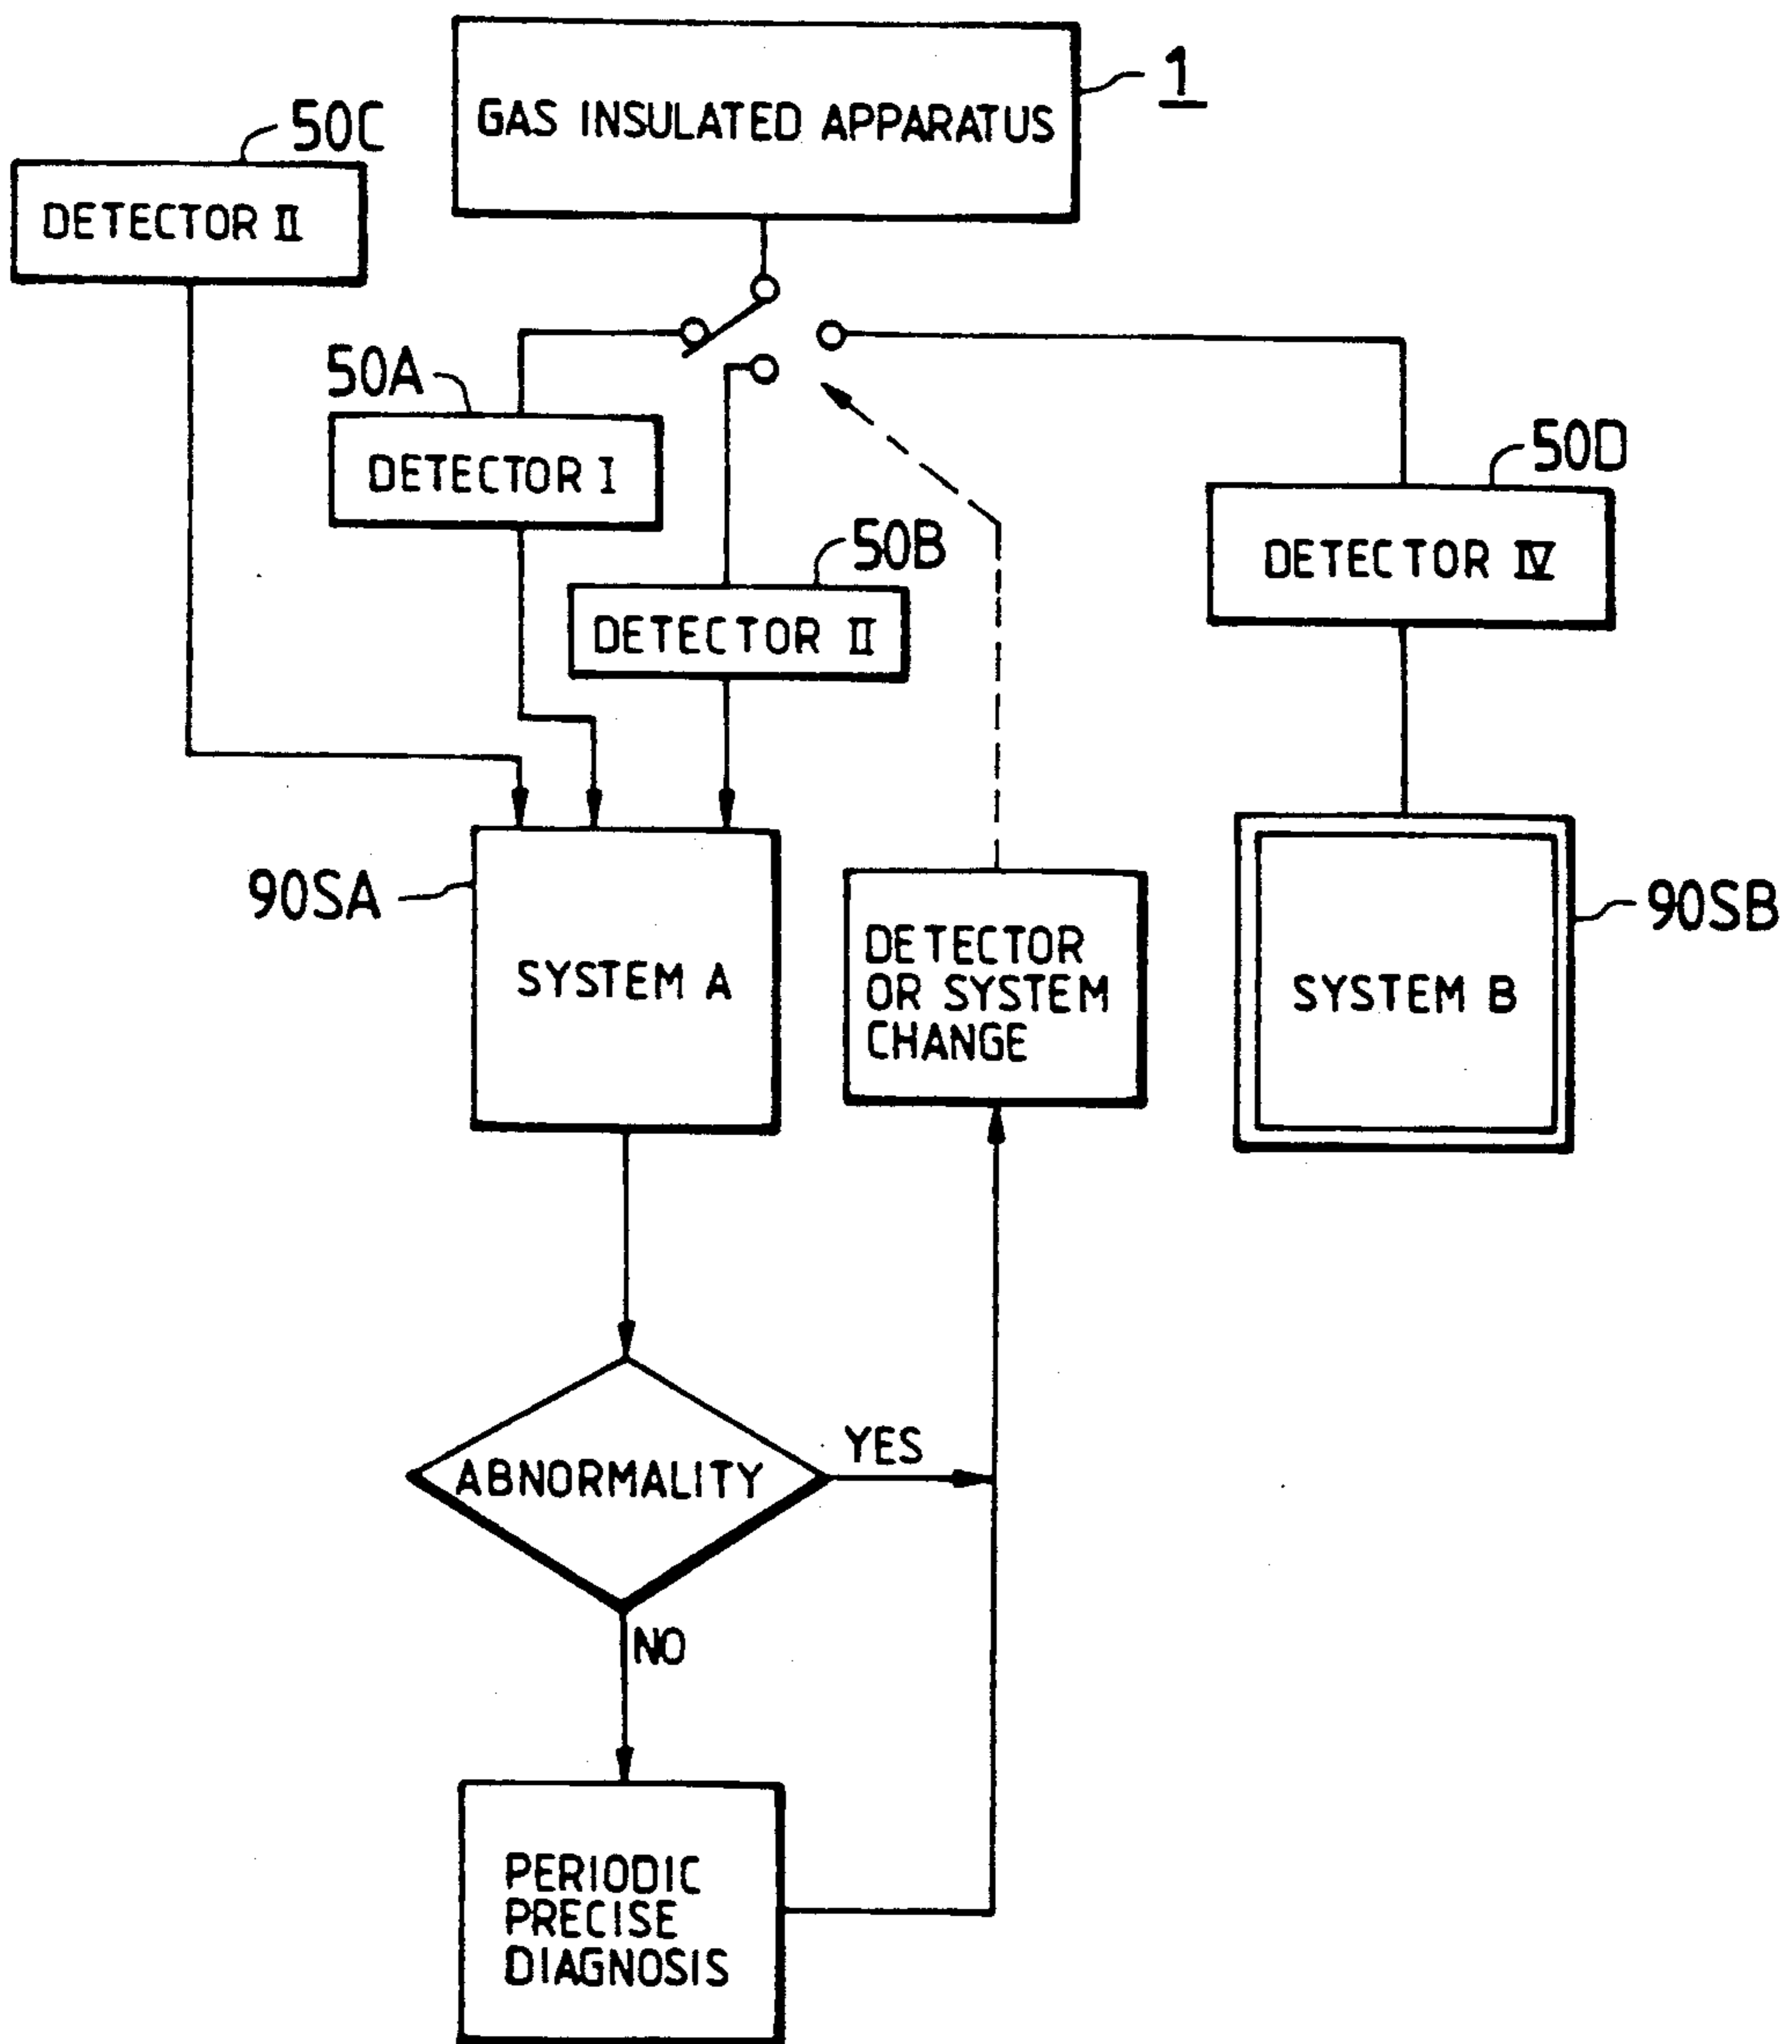 1
GAS INSULATED APPARATUS
50C
DETECTOR II
50A
DETECTOR I
50D
DETECTOR IV
50B
DETECTOR II
90SA
SYSTEM A
DETECTOR
OR SYSTEM
CHANGE
90SB
SYSTEM B
ABNORMALITY
YES
NO
PERIODIC
PRECISE
DIAGNOSIS